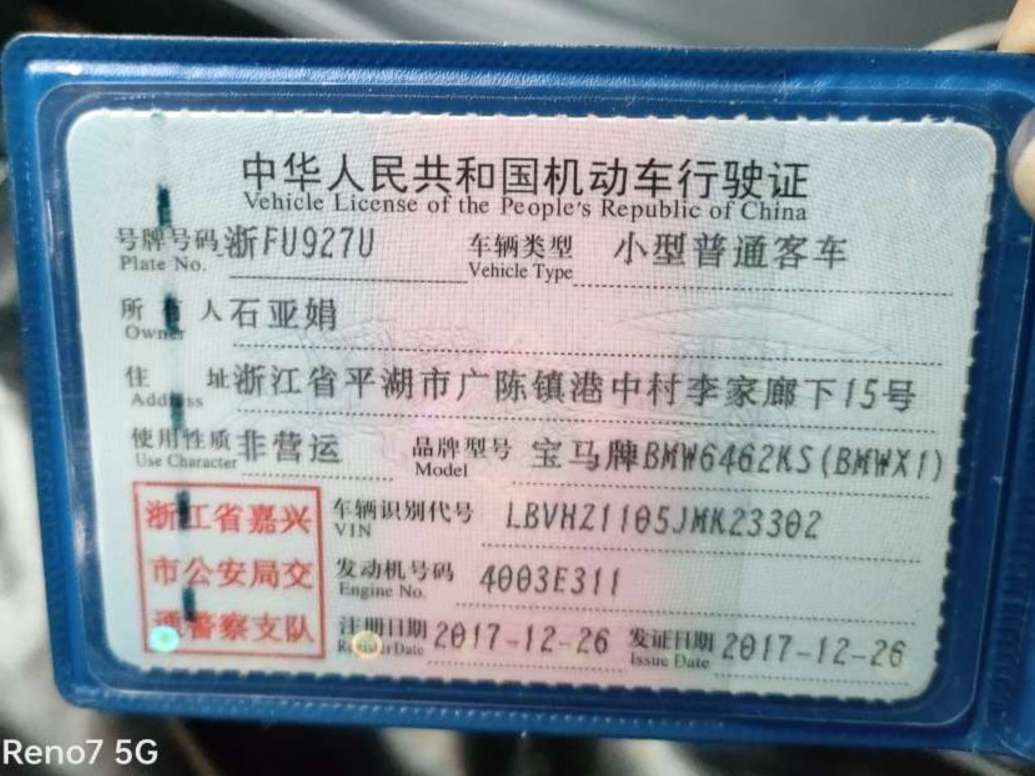 中华人民共和国机动车行驶证
Vehicle License of the People's Republic of China
号牌号码 浙FU927U 车辆类型 小型普通客车
Plate No. Vehicle Type
所有人 石亚娟
Owner
住址 浙江省平湖市广陈镇港中村李家廊下15号
Address
使用性质 非营运 品牌型号 宝马牌BMW6462KS(BMWX1)
Use Character Model
浙江省嘉兴 车辆识别代号 LBVHZ1105JMK23302
VIN
市公安局交 发动机号码 4003E311
Engine No.
通警察支队 注册日期 2017-12-26 发证日期 2017-12-26
Register Date Issue Date
Reno7 5G